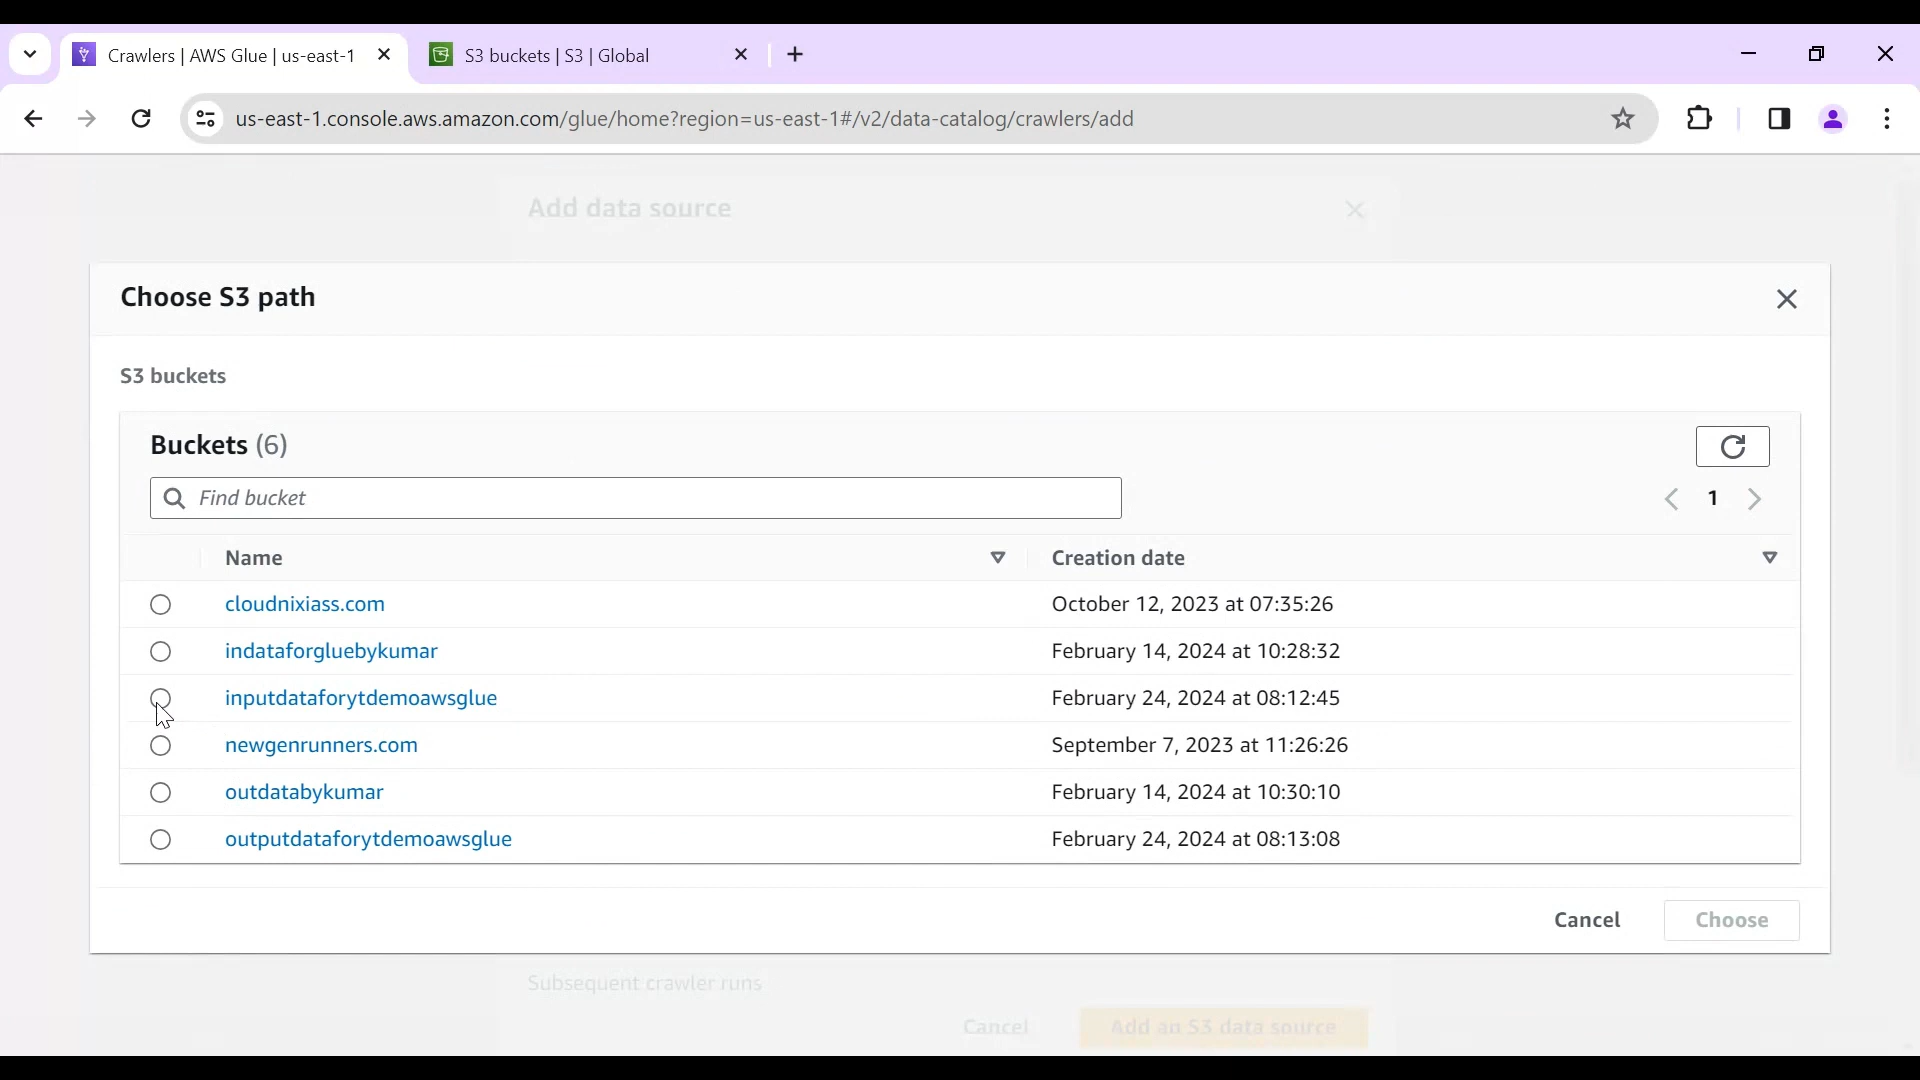 Crawlers | AWS Glue | us-east-1
S3 buckets | S3 | Global
us-east-1.console.aws.amazon.com/glue/home?region=us-east-1#/v2/data-catalog/crawlers/add
Add data source
Choose S3 path
S3 buckets
Buckets (6)
Find bucket
1
Name Creation date
cloudnixiass.com October 12, 2023 at 07:35:26
indataforgluebykumar February 14, 2024 at 10:28:32
inputdataforytdemoawsglue February 24, 2024 at 08:12:45
newgenrunners.com September 7, 2023 at 11:26:26
outdatabykumar February 14, 2024 at 10:30:10
outputdataforytdemoawsglue February 24, 2024 at 08:13:08
Cancel Choose
Subsequent crawler runs
Cancel Add an S3 data source